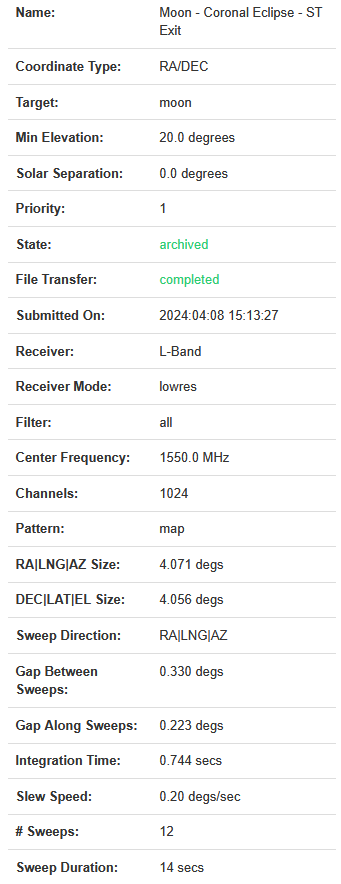 Name: Moon - Coronal Eclipse - ST
Exit
Coordinate Type: RA/DEC
Target: moon
Min Elevation: 20.0 degrees
Solar Separation: 0.0 degrees
Priority: 1
State: archived
File Transfer: completed
Submitted On: 2024:04:08 15:13:27
Receiver: L-Band
Receiver Mode: lowres
Filter: all
Center Frequency: 1550.0 MHz
Channels: 1024
Pattern: map
RA|LNG|AZ Size: 4.071 degs
DEC|LAT|EL Size: 4.056 degs
Sweep Direction: RA|LNG|AZ
Gap Between 0.330 degs
Sweeps:
Gap Along Sweeps: 0.223 degs
Integration Time: 0.744 secs
Slew Speed: 0.20 degs/sec
# Sweeps: 12
Sweep Duration: 14 secs